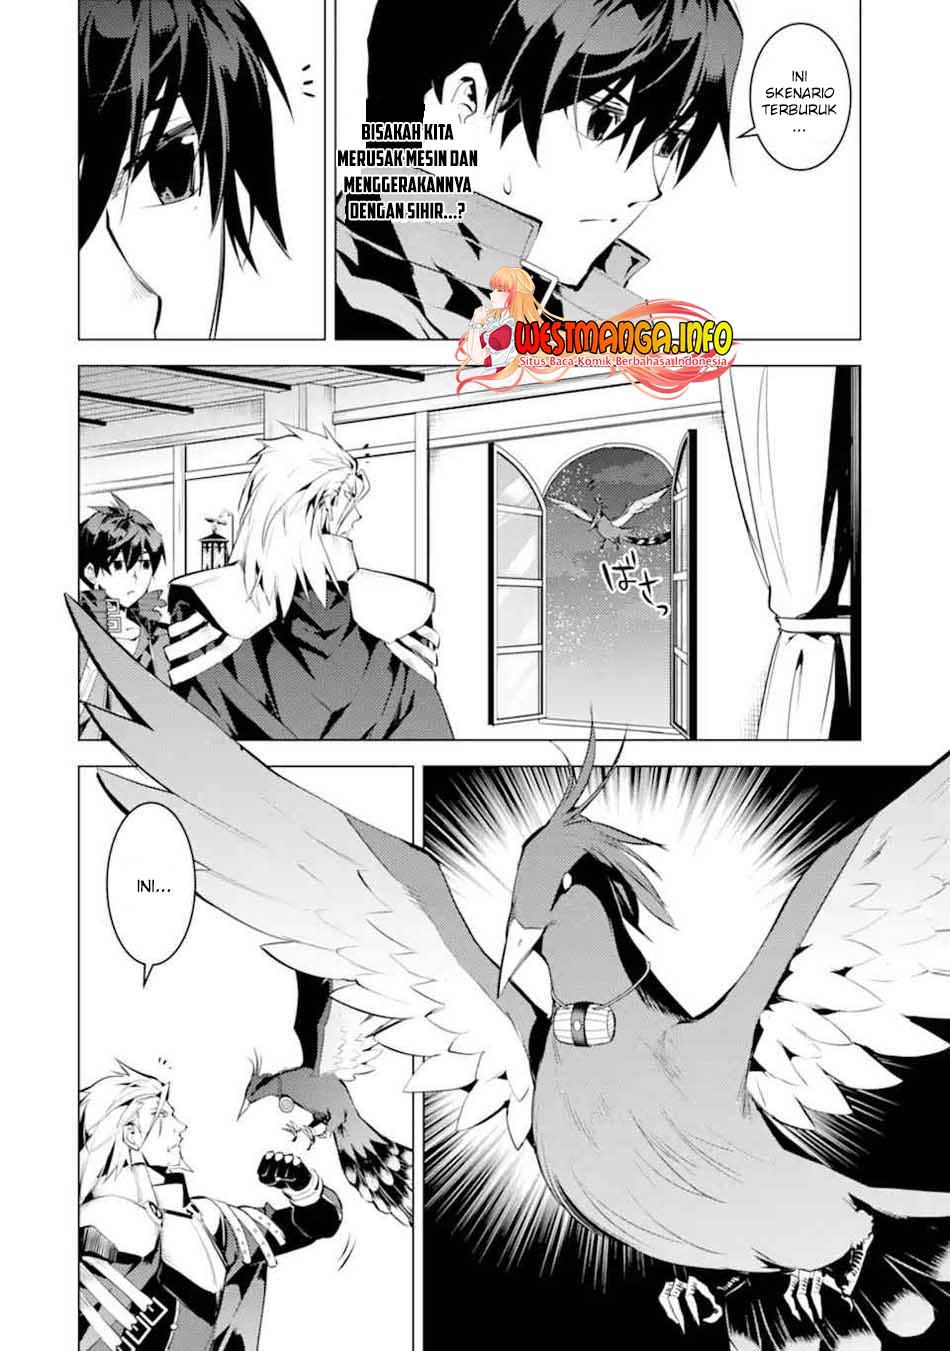 INI
SKENARIO
TERBURUK
...
BISAKAH KITA
MERUSAK MESIN DAN
MENGGERAKANNYA
DENGAN SIHIR...?
WESTMANGA.INFO
Situs Baca Komik Berbahasa Indonesia
ばさっ
INI...